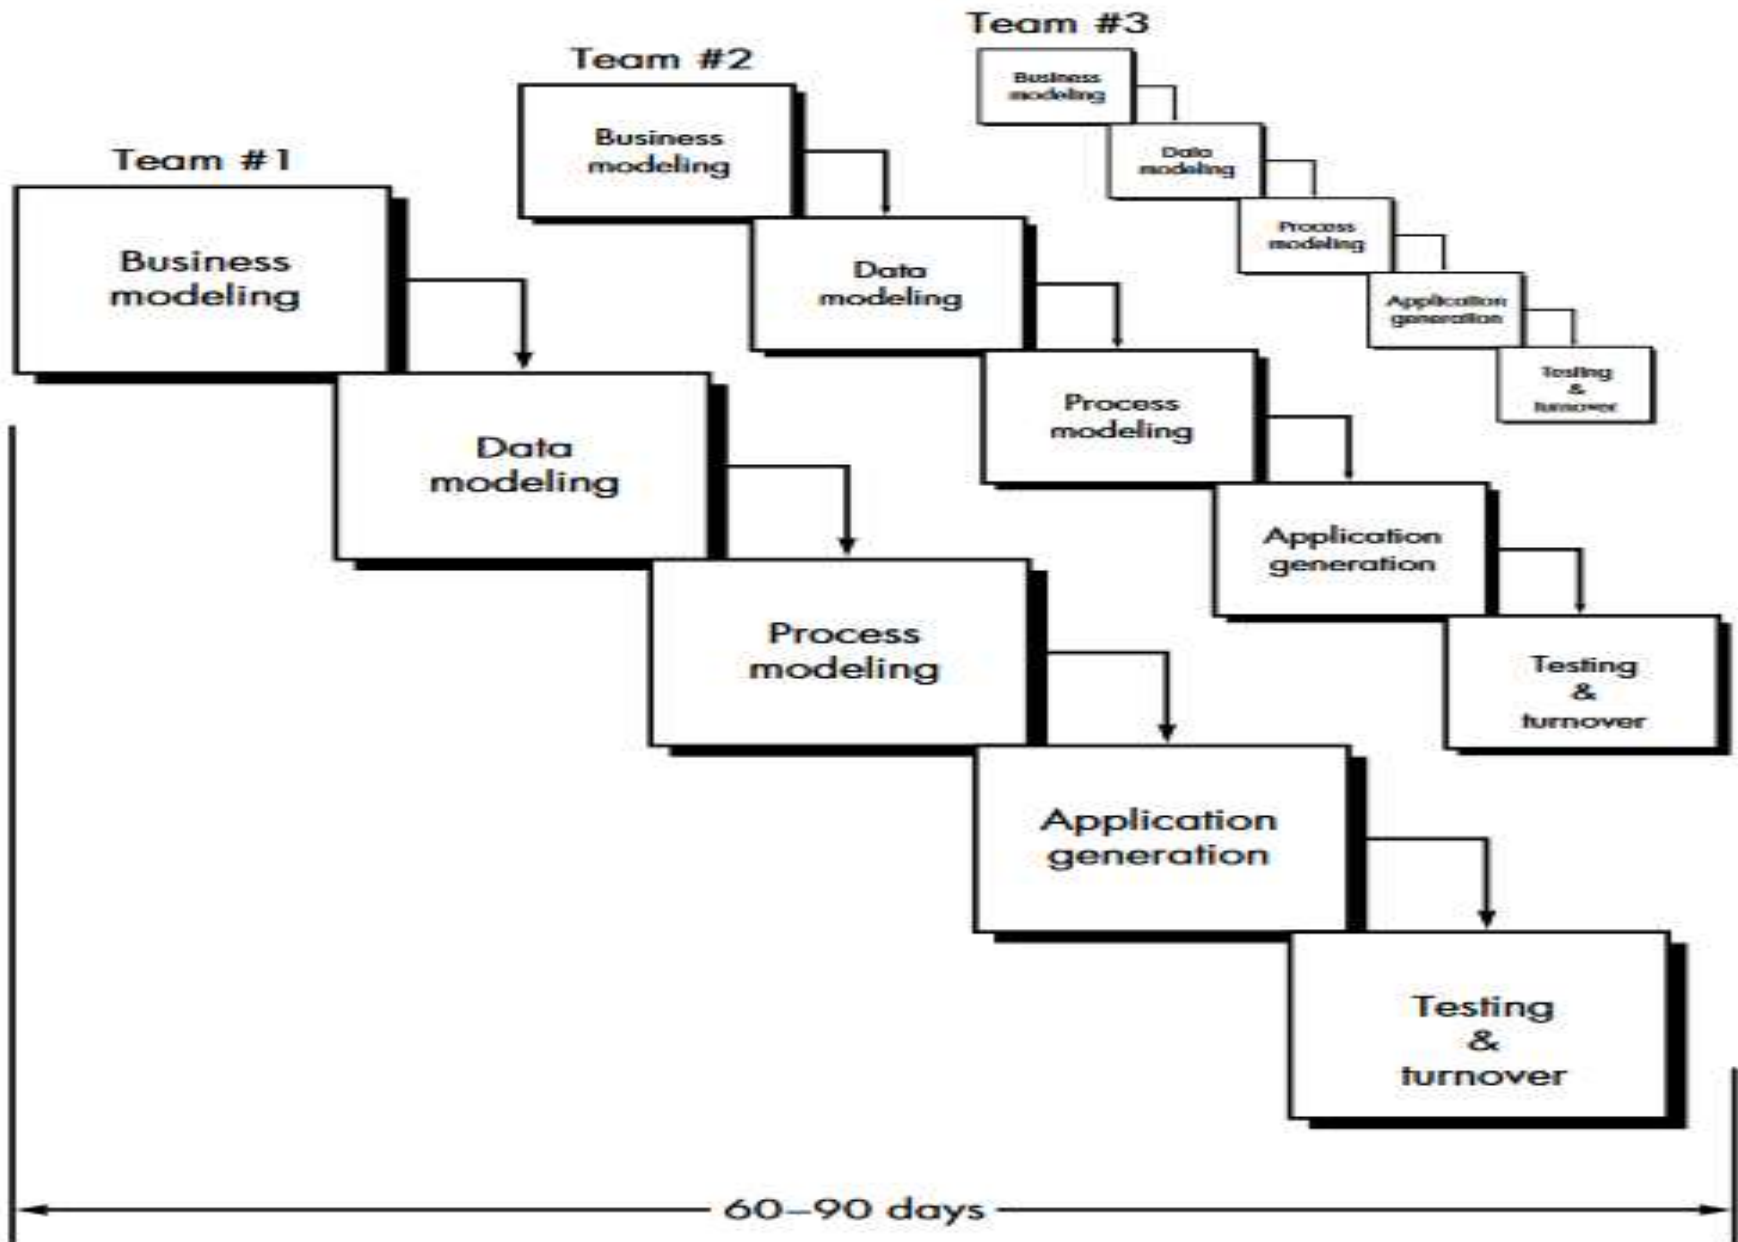 Team #1
Business
modeling
Data
modeling
Process
modeling
Application
generation
Testing
&
turnover
Team #2
Business
modeling
Data
modeling
Process
modeling
Application
generation
Testing
&
turnover
Team #3
Business
modeling
Data
modeling
Process
modeling
Application
generation
Testing
&
turnover
60–90 days